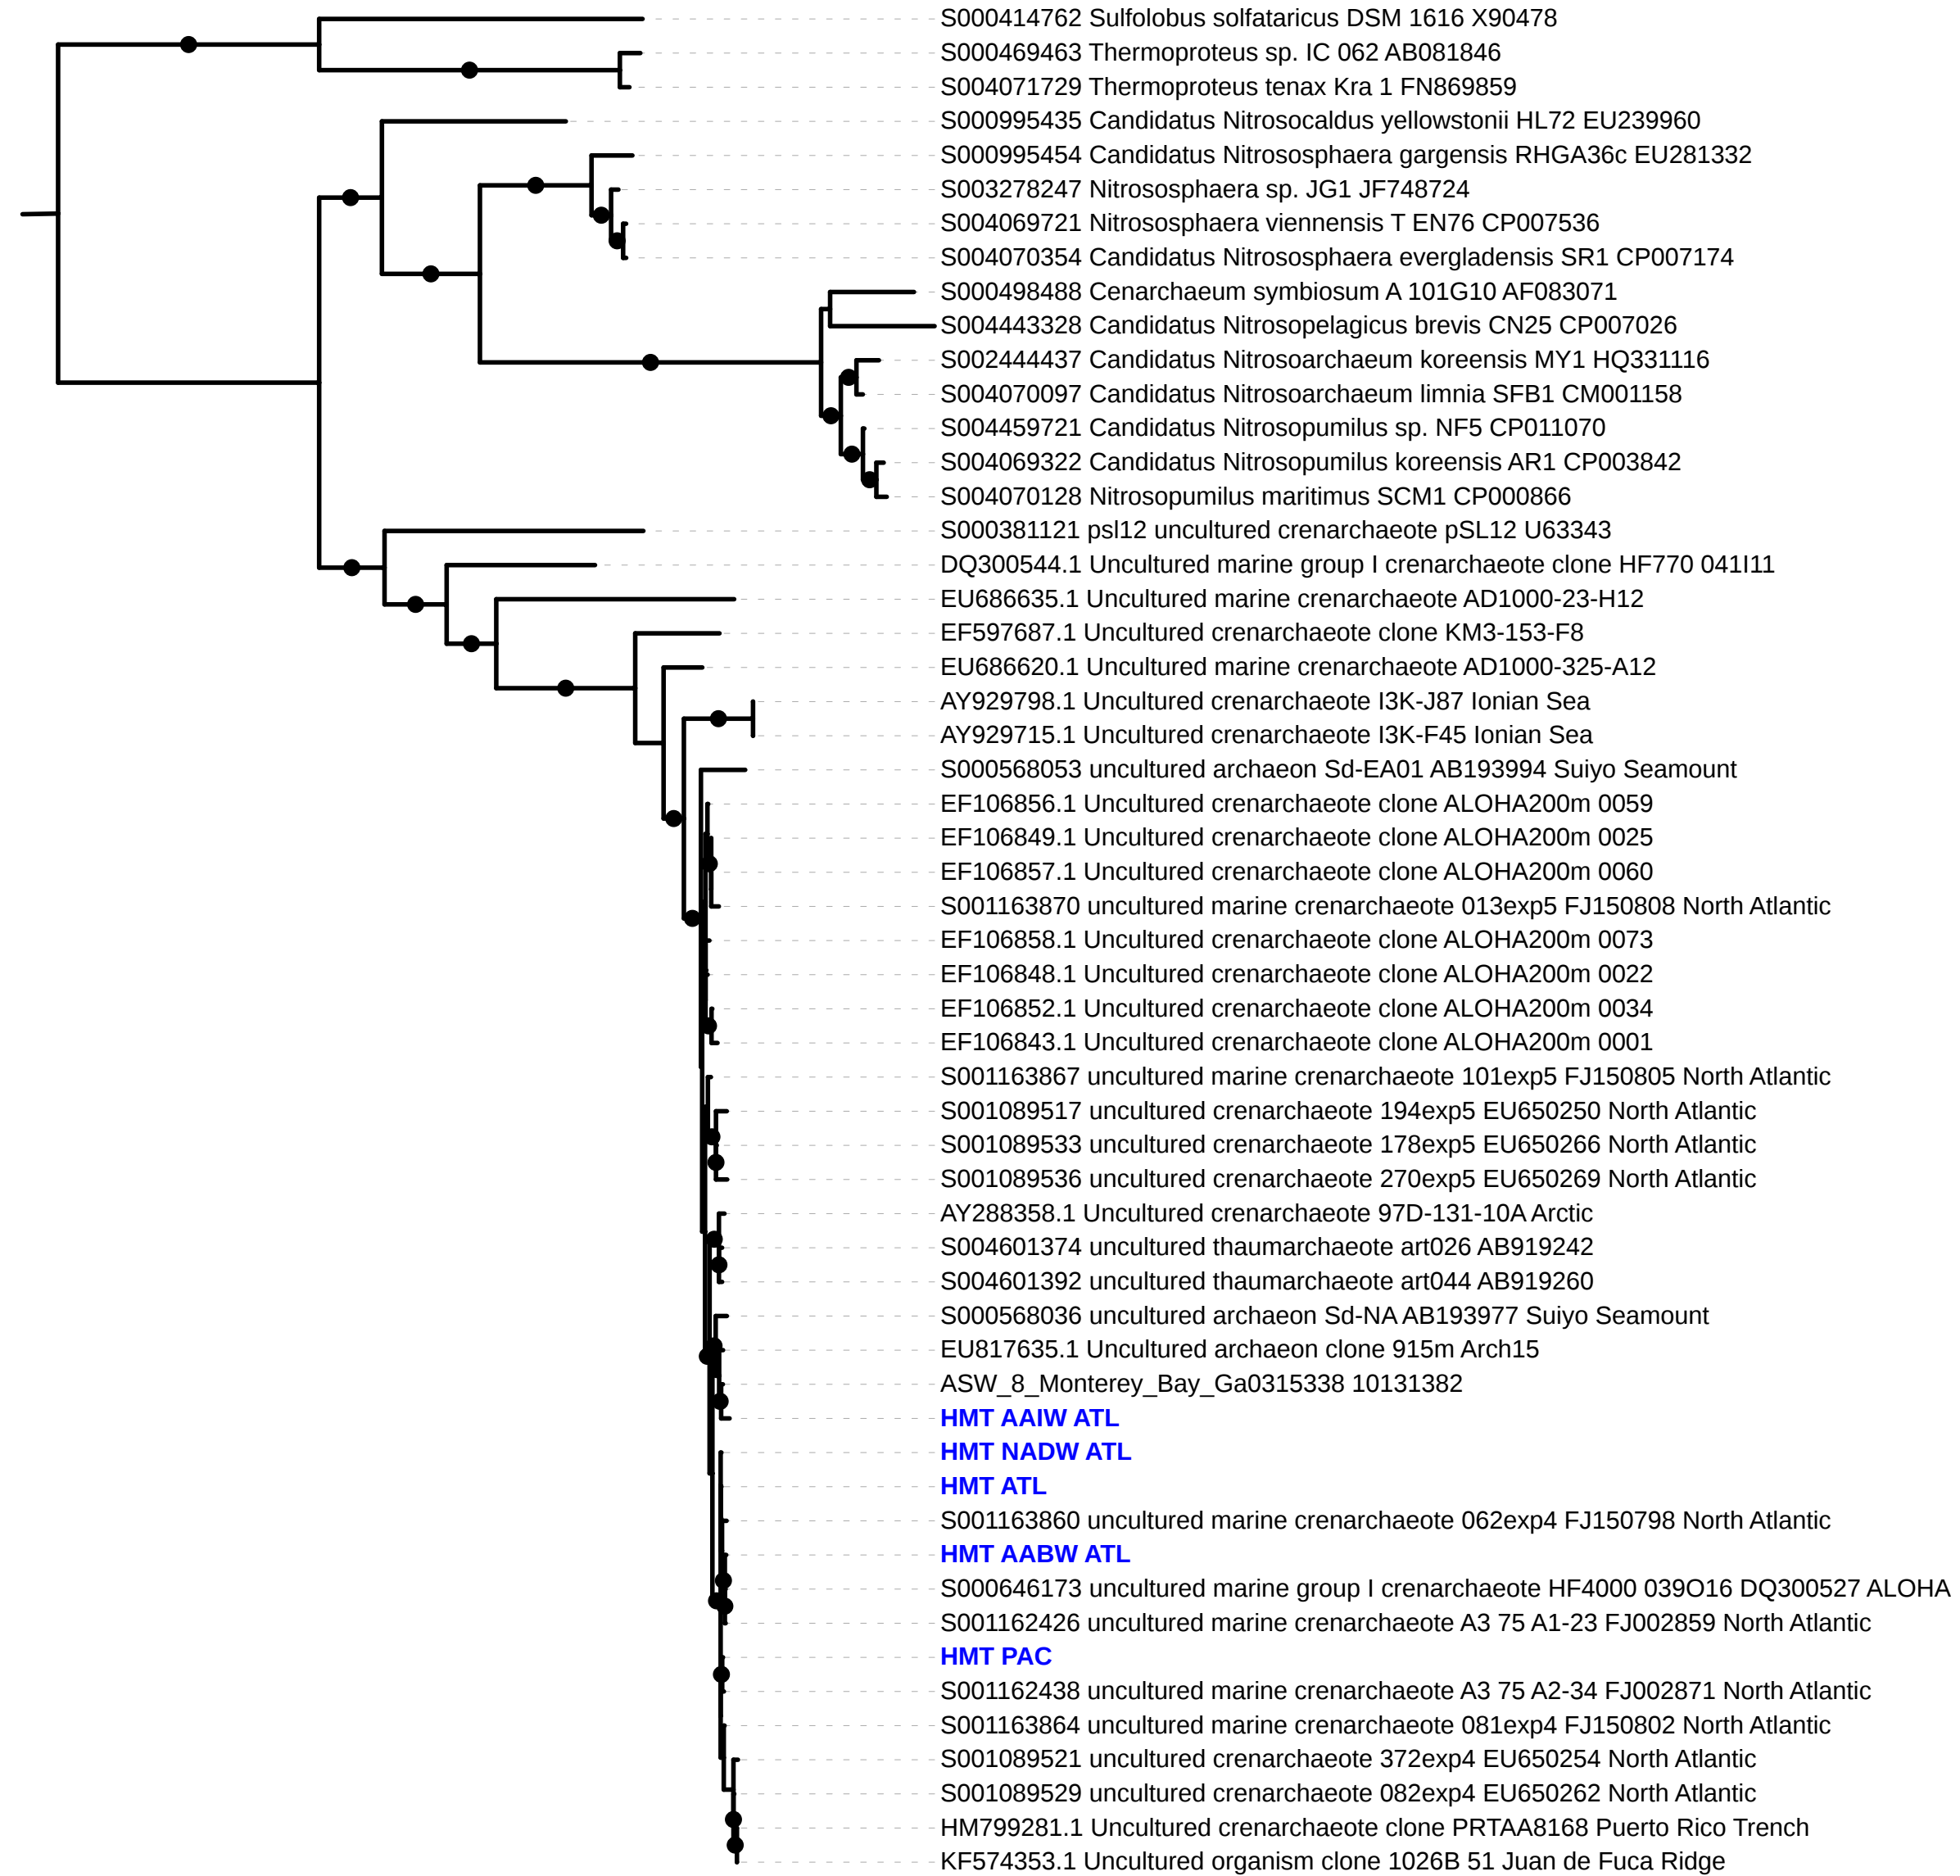 S000414762 Sulfolobus solfataricus DSM 1616 X90478
S000469463 Thermoproteus sp. IC 062 AB081846
S004071729 Thermoproteus tenax Kra 1 FN869859
S000995435 Candidatus Nitrosocaldus yellowstonii HL72 EU239960
S000995454 Candidatus Nitrososphaera gargensis RHGA36c EU281332
S003278247 Nitrososphaera sp. JG1 JF748724
S004069721 Nitrososphaera viennensis T EN76 CP007536
S004070354 Candidatus Nitrososphaera evergladensis SR1 CP007174
S000498488 Cenarchaeum symbiosum A 101G10 AF083071
S004443328 Candidatus Nitrosopelagicus brevis CN25 CP007026
S002444437 Candidatus Nitrosoarchaeum koreensis MY1 HQ331116
S004070097 Candidatus Nitrosoarchaeum limnia SFB1 CM001158
S004459721 Candidatus Nitrosopumilus sp. NF5 CP011070
S004069322 Candidatus Nitrosopumilus koreensis AR1 CP003842
S004070128 Nitrosopumilus maritimus SCM1 CP000866
S000381121 psl12 uncultured crenarchaeote pSL12 U63343
DQ300544.1 Uncultured marine group I crenarchaeote clone HF770 041I11
EU686635.1 Uncultured marine crenarchaeote AD1000-23-H12
EF597687.1 Uncultured crenarchaeote clone KM3-153-F8
EU686620.1 Uncultured marine crenarchaeote AD1000-325-A12
AY929798.1 Uncultured crenarchaeote I3K-J87 Ionian Sea
AY929715.1 Uncultured crenarchaeote I3K-F45 Ionian Sea
S000568053 uncultured archaeon Sd-EA01 AB193994 Suiyo Seamount
EF106856.1 Uncultured crenarchaeote clone ALOHA200m 0059
EF106849.1 Uncultured crenarchaeote clone ALOHA200m 0025
EF106857.1 Uncultured crenarchaeote clone ALOHA200m 0060
S001163870 uncultured marine crenarchaeote 013exp5 FJ150808 North Atlantic
EF106858.1 Uncultured crenarchaeote clone ALOHA200m 0073
EF106848.1 Uncultured crenarchaeote clone ALOHA200m 0022
EF106852.1 Uncultured crenarchaeote clone ALOHA200m 0034
EF106843.1 Uncultured crenarchaeote clone ALOHA200m 0001
S001163867 uncultured marine crenarchaeote 101exp5 FJ150805 North Atlantic
S001089517 uncultured crenarchaeote 194exp5 EU650250 North Atlantic
S001089533 uncultured crenarchaeote 178exp5 EU650266 North Atlantic
S001089536 uncultured crenarchaeote 270exp5 EU650269 North Atlantic
AY288358.1 Uncultured crenarchaeote 97D-131-10A Arctic
S004601374 uncultured thaumarchaeote art026 AB919242
S004601392 uncultured thaumarchaeote art044 AB919260
S000568036 uncultured archaeon Sd-NA AB193977 Suiyo Seamount
EU817635.1 Uncultured archaeon clone 915m Arch15
ASW_8_Monterey_Bay_Ga0315338 10131382
HMT AAIW ATL
HMT NADW ATL
HMT ATL
S001163860 uncultured marine crenarchaeote 062exp4 FJ150798 North Atlantic
HMT AABW ATL
S000646173 uncultured marine group I crenarchaeote HF4000 039O16 DQ300527 ALOHA
S001162426 uncultured marine crenarchaeote A3 75 A1-23 FJ002859 North Atlantic
HMT PAC
S001162438 uncultured marine crenarchaeote A3 75 A2-34 FJ002871 North Atlantic
S001163864 uncultured marine crenarchaeote 081exp4 FJ150802 North Atlantic
S001089521 uncultured crenarchaeote 372exp4 EU650254 North Atlantic
S001089529 uncultured crenarchaeote 082exp4 EU650262 North Atlantic
HM799281.1 Uncultured crenarchaeote clone PRTAA8168 Puerto Rico Trench
KF574353.1 Uncultured organism clone 1026B 51 Juan de Fuca Ridge